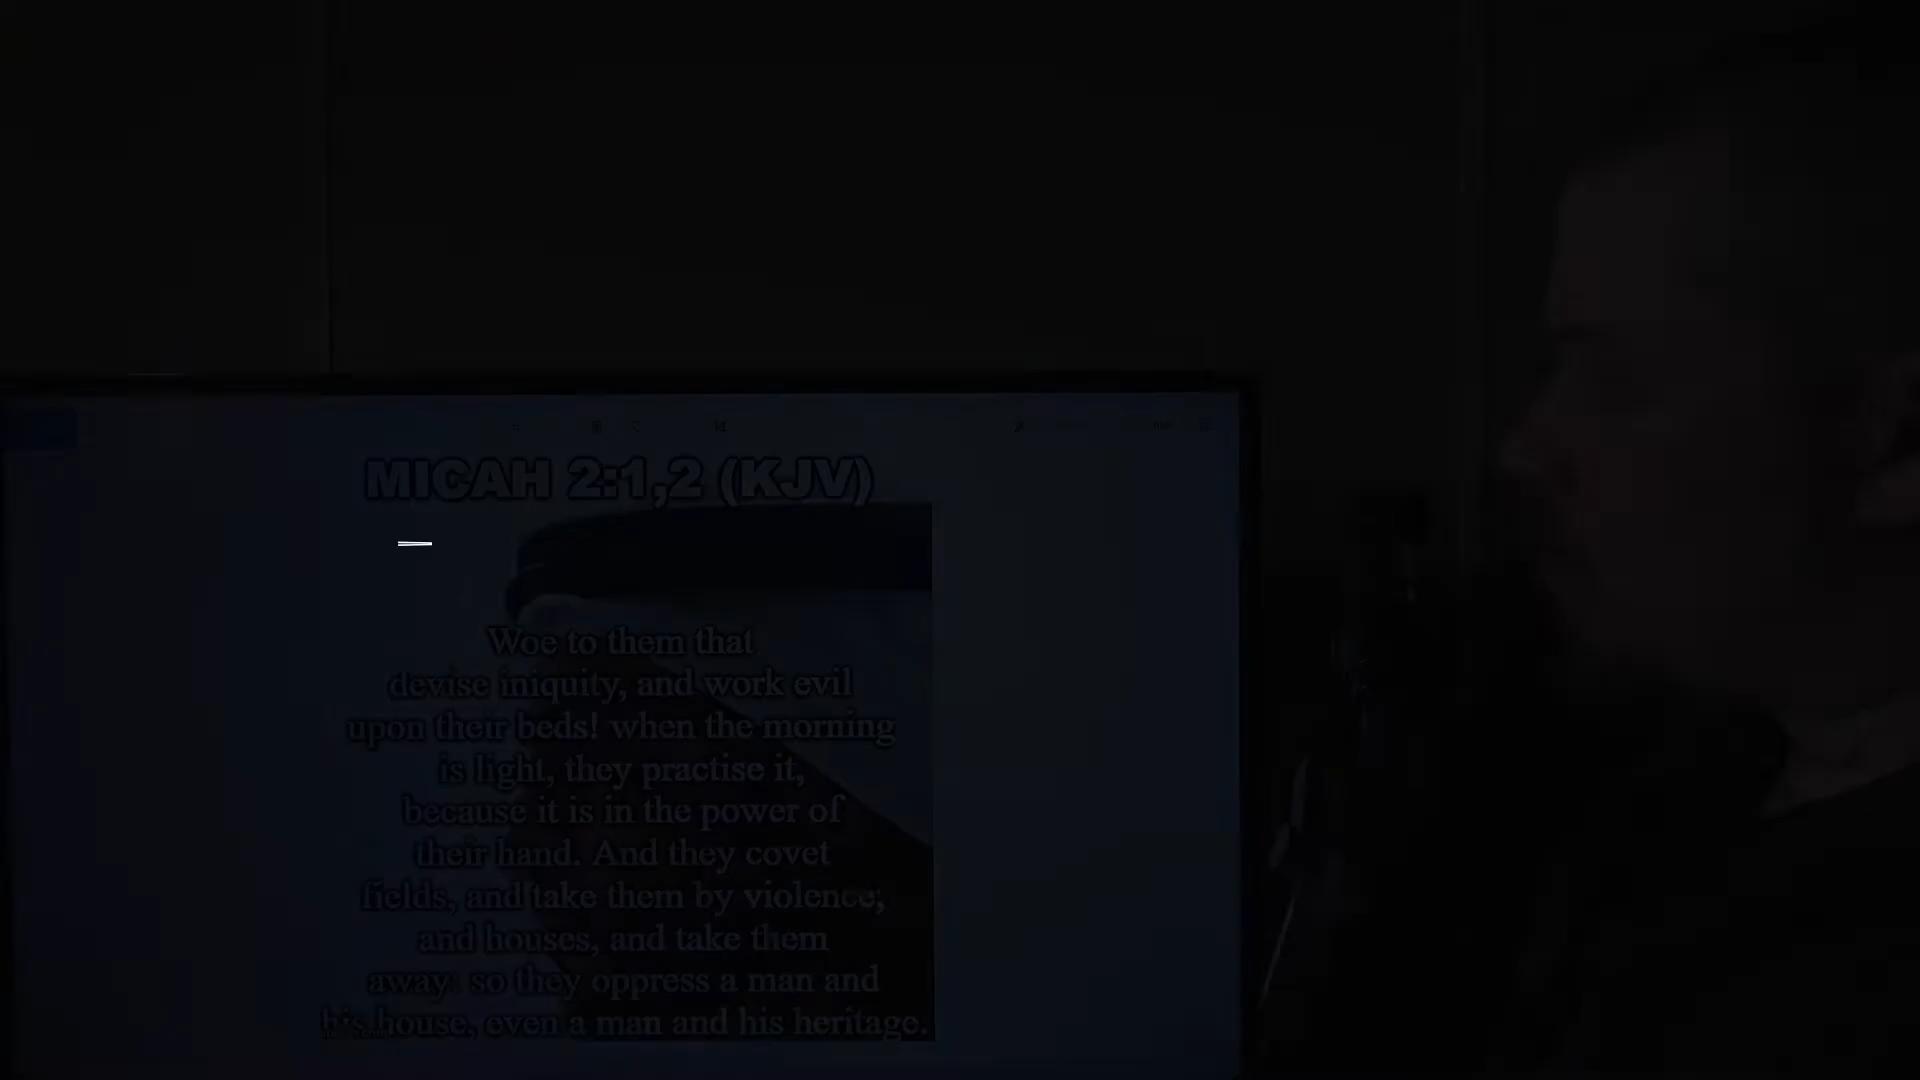 MICAH 2:1,2 (KJV)
Woe to them that
devise iniquity, and work evil
upon their beds! when the morning
is light, they practise it,
because it is in the power of
their hand. And they covet
fields, and take them by violence;
and houses, and take them
away: so they oppress a man and
his house, even a man and his heritage.